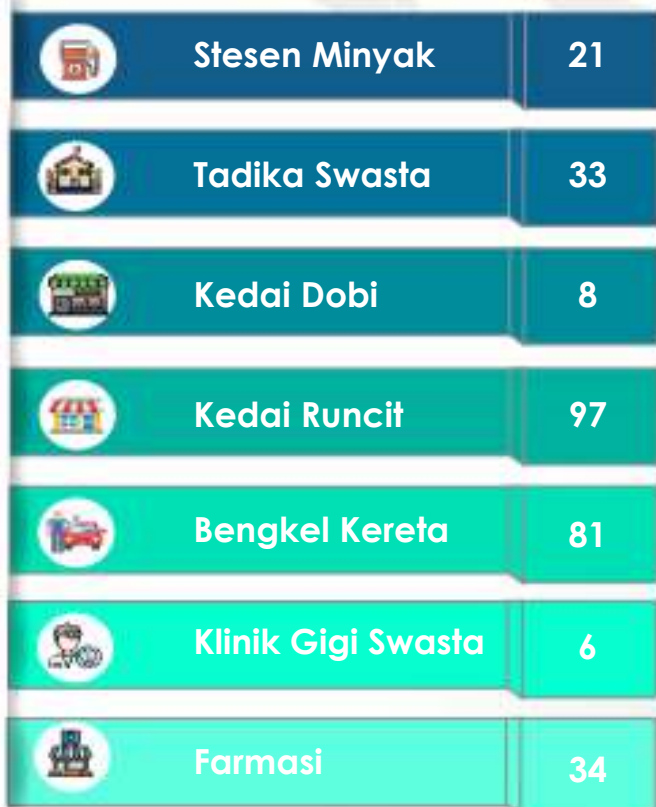 Stesen Minyak 21
Tadika Swasta 33
Kedai Dobi 8
Kedai Runcit 97
Bengkel Kereta 81
Klinik Gigi Swasta 6
Farmasi 34